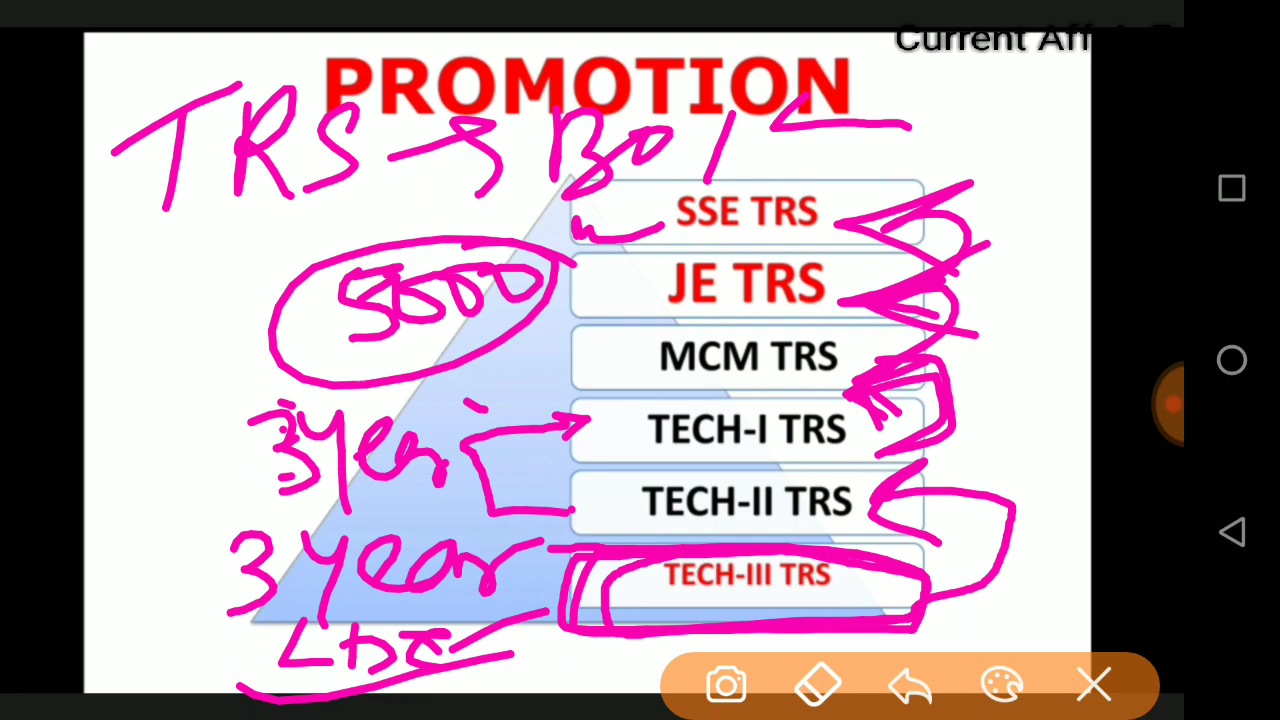 Current Aff
PROMOTION
TRS → 
SSE TRS
JE TRS
MCM TRS
3 Year
TECH-I TRS
TECH-II TRS
3 year
TECH-III TRS